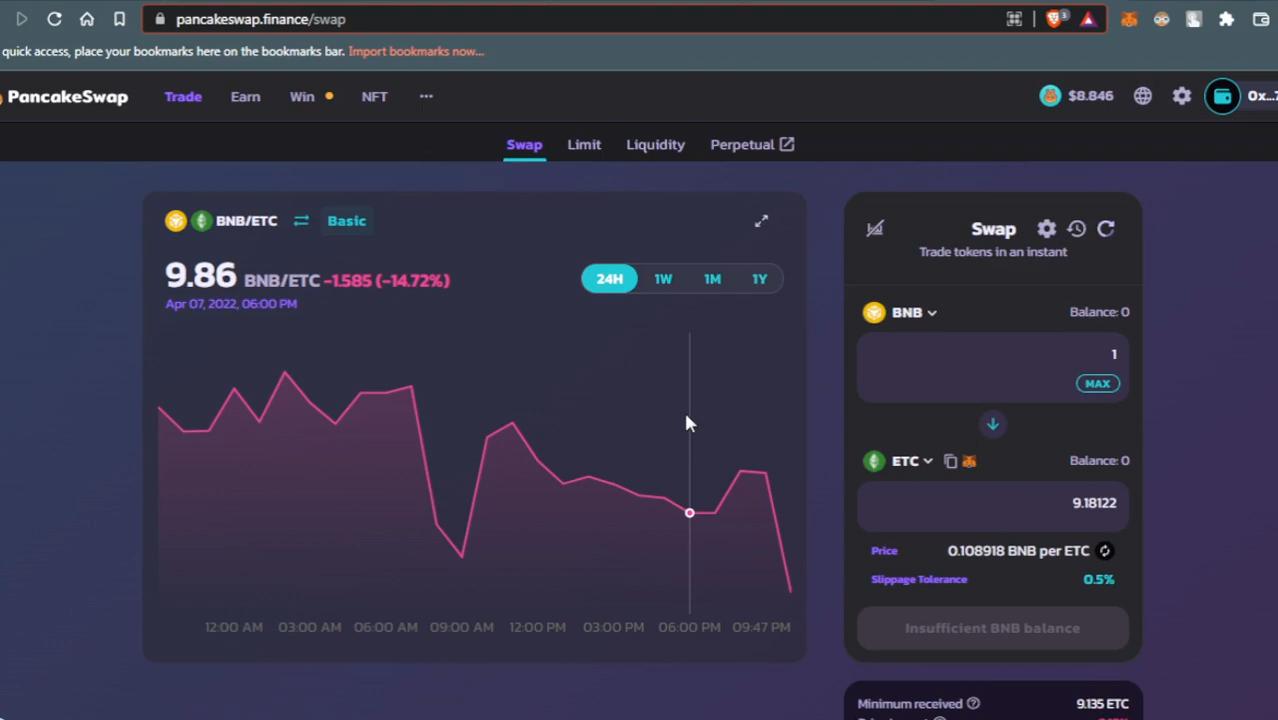 pancakeswap.finance/swap
3
quick access, place your bookmarks here on the bookmarks bar. Import bookmarks now...
PancakeSwap Trade Earn Win NFT ... $8.846
Swap Limit Liquidity Perpetual
BNB/ETC Basic
9.86 BNB/ETC -1.585 (-14.72%)
Apr 07, 2022, 06:00 PM
24H 1W 1M 1Y
12:00 AM 03:00 AM 06:00 AM 09:00 AM 12:00 PM 03:00 PM 06:00 PM 09:47 PM
Swap
Trade tokens in an instant
BNB Balance: 0
1
MAX
ETC Balance: 0
9.18122
Price 0.108918 BNB per ETC
Slippage Tolerance 0.5%
Insufficient BNB balance
Minimum received 9.135 ETC